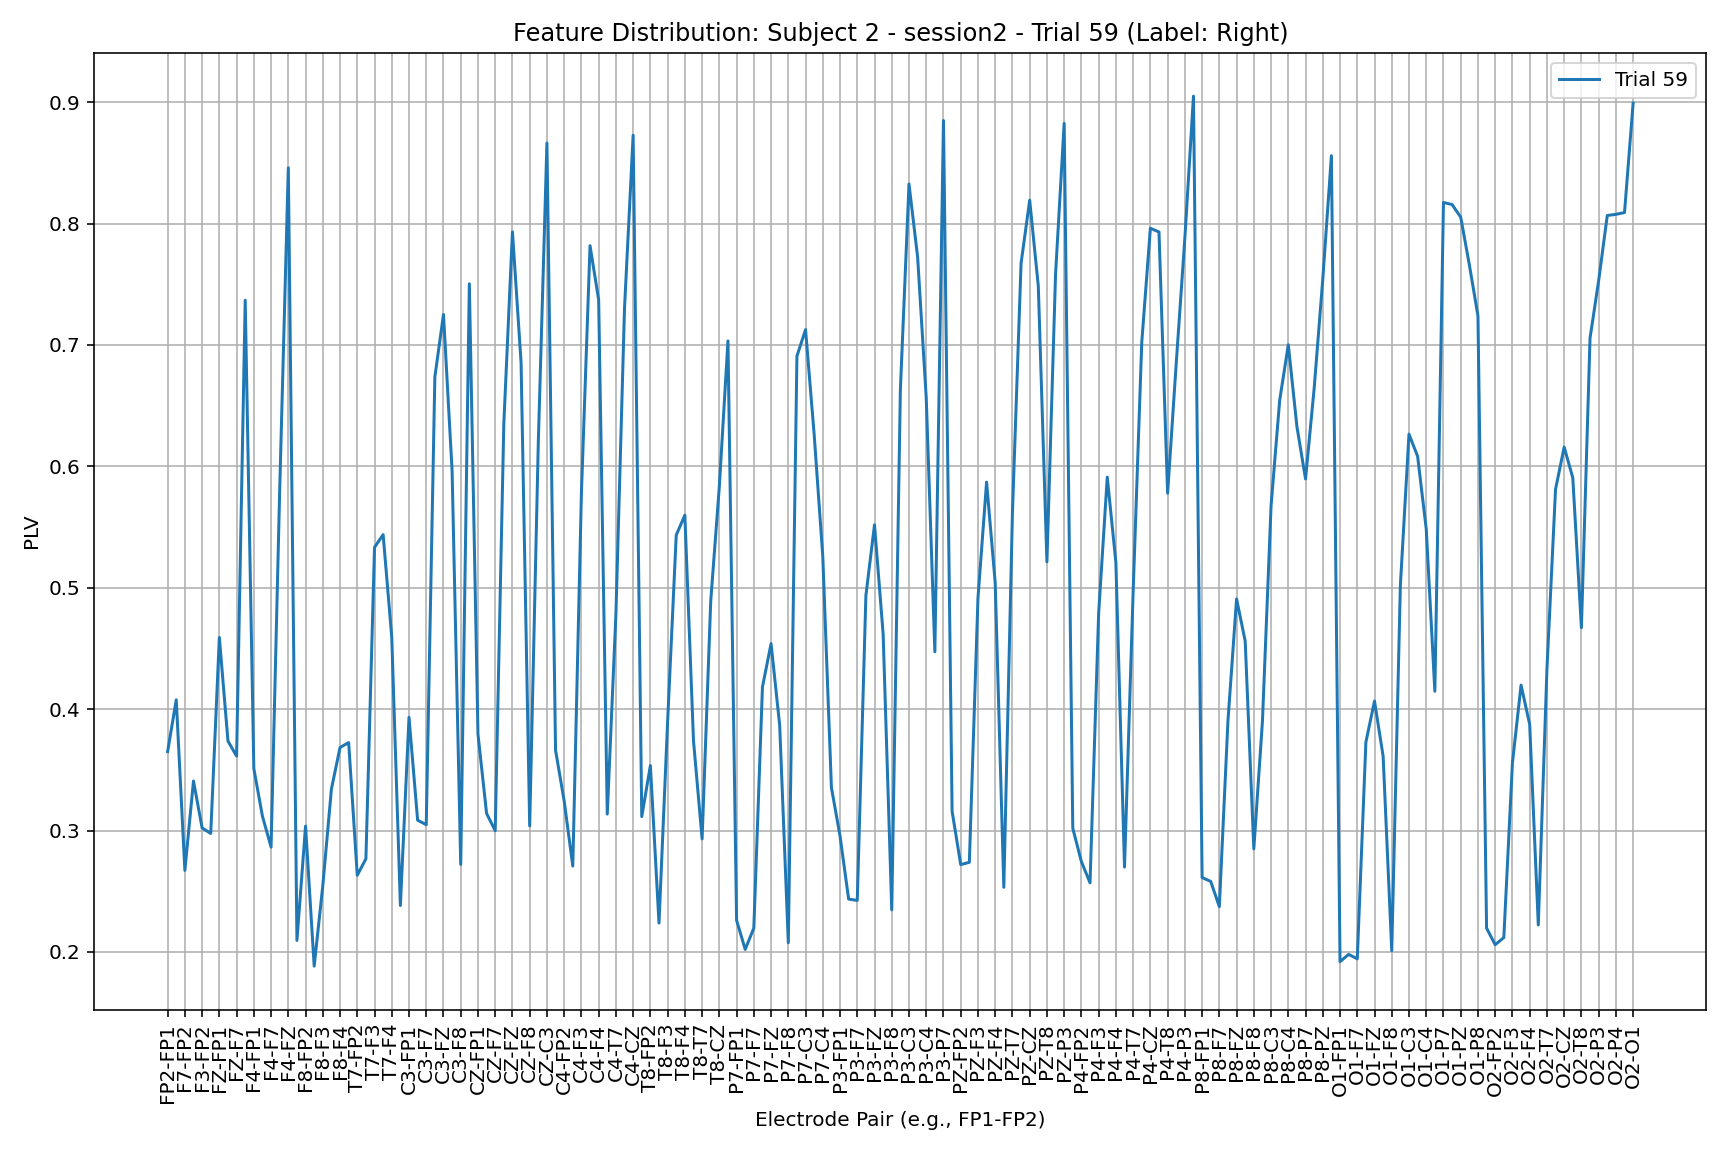 Feature Distribution: Subject 2 - session2 - Trial 59 (Label: Right)
Trial 59
0.9
0.8
0.7
0.6
0.5
0.4
0.3
0.2
PLV
FP2-FP1
F7-FP2
F3-FP2
FZ-FP1
FZ-F7
F4-FP1
F4-F7
F4-FZ
F8-FP2
F8-F3
F8-F4
T7-FP2
T7-F3
T7-F4
C3-FP1
C3-F7
C3-FZ
C3-F8
CZ-FP1
CZ-F7
CZ-FZ
CZ-F8
CZ-C3
C4-FP2
C4-F3
C4-F4
C4-T7
C4-CZ
T8-FP2
T8-F3
T8-F4
T8-T7
T8-CZ
P7-FP1
P7-F7
P7-FZ
P7-F8
P7-C3
P7-C4
P3-FP1
P3-F7
P3-FZ
P3-F8
P3-C3
P3-C4
P3-P7
PZ-FP2
PZ-F3
PZ-F4
PZ-T7
PZ-CZ
PZ-T8
PZ-P3
P4-FP2
P4-F3
P4-F4
P4-T7
P4-CZ
P4-T8
P4-P3
P8-FP1
P8-F7
P8-FZ
P8-F8
P8-C3
P8-C4
P8-P7
P8-PZ
O1-FP1
O1-F7
O1-FZ
O1-F8
O1-C3
O1-C4
O1-P7
O1-PZ
O1-P8
O2-FP2
O2-F3
O2-F4
O2-T7
O2-CZ
O2-T8
O2-P3
O2-P4
O2-O1
Electrode Pair (e.g., FP1-FP2)